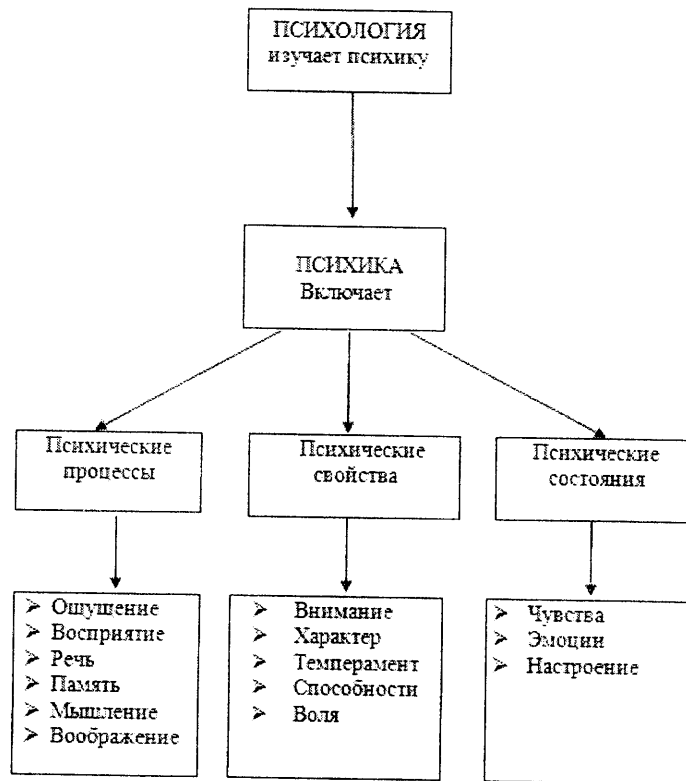 ПСИХОЛОГИЯ
изучает психику
ПСИХИКА
Включает
Психические
процессы
Психические
свойства
Психические
состояния
➢ Ощущение
➢ Восприятие
➢ Речь
➢ Память
➢ Мышление
➢ Воображение
➢ Внимание
➢ Характер
➢ Темперамент
➢ Способности
➢ Воля
➢ Чувства
➢ Эмоции
➢ Настроение